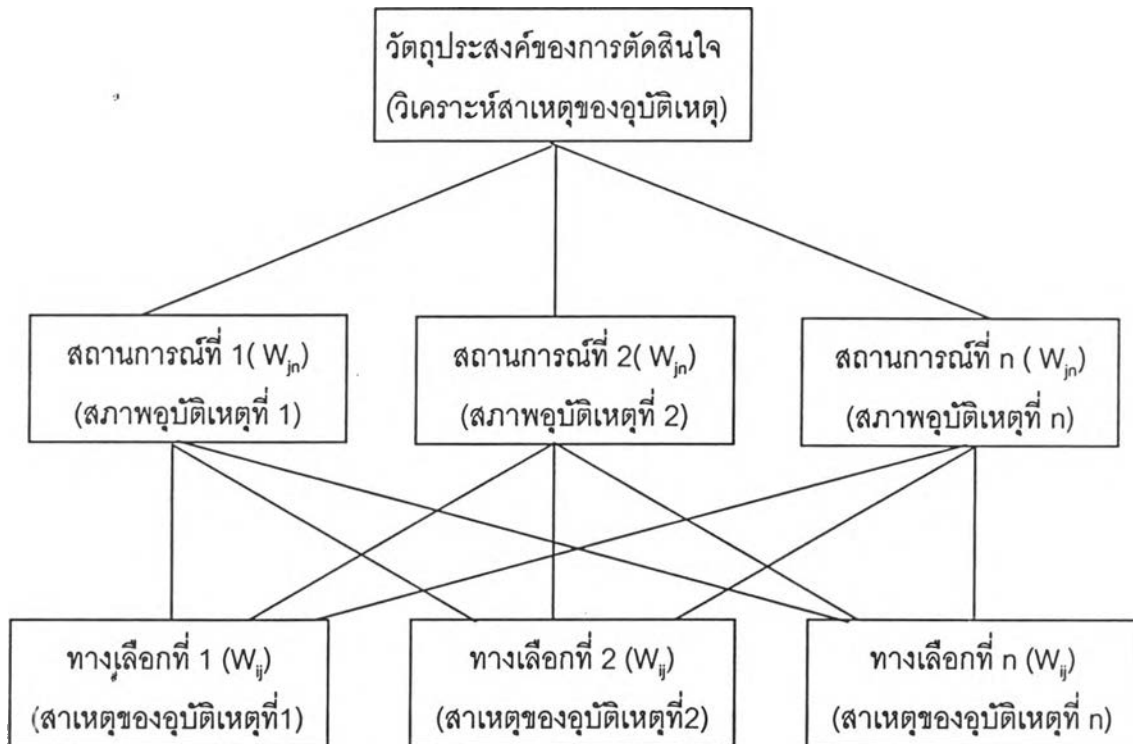 วัตถุประสงค์ของการตัดสินใจ
(วิเคราะห์สาเหตุของอุบัติเหตุ)
สถานการณ์ที่ 1( Wjn)
(สภาพอุบัติเหตุที่ 1)
สถานการณ์ที่ 2( Wjn)
(สภาพอุบัติเหตุที่ 2)
สถานการณ์ที่ n ( Wjn)
(สภาพอุบัติเหตุที่ n)
ทางเลือกที่ 1 (Wij)
(สาเหตุของอุบัติเหตุที่1)
ทางเลือกที่ 2 (Wij)
(สาเหตุของอุบัติเหตุที่2)
ทางเลือกที่ n (Wij)
(สาเหตุของอุบัติเหตุที่ n)